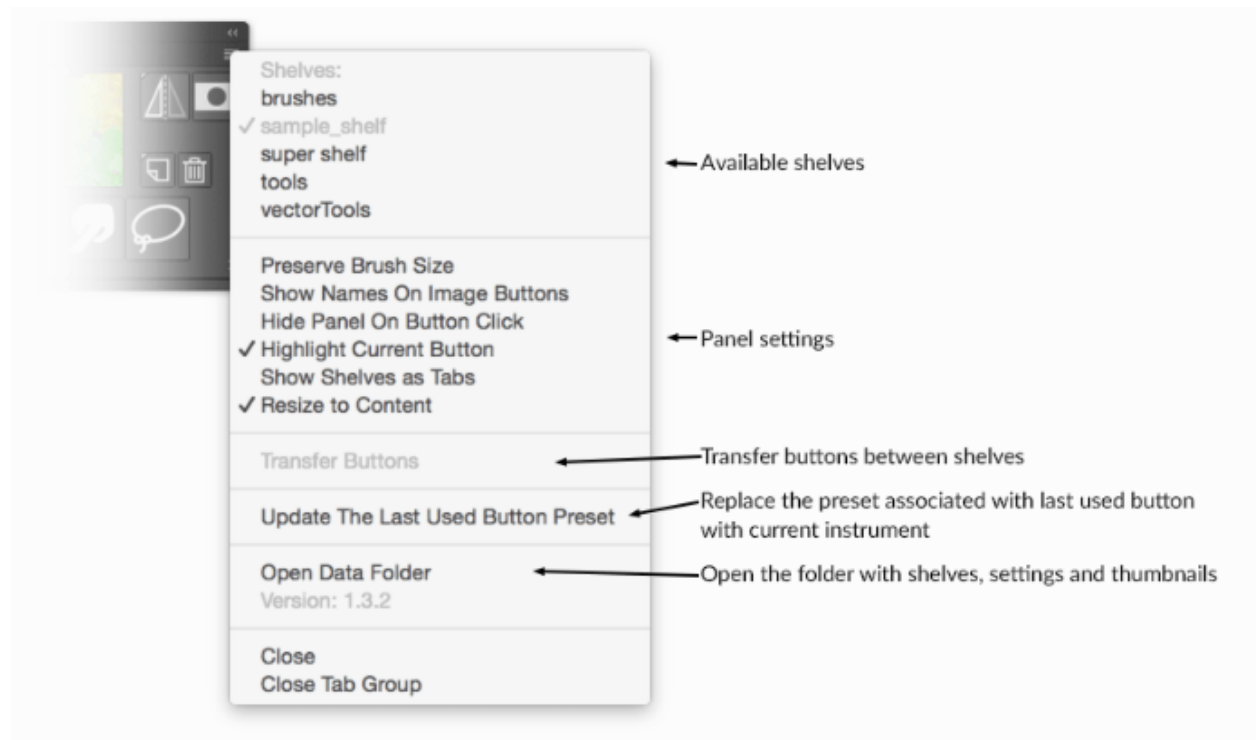 Shelves:
brushes
✓ sample_shelf
super shelf
tools
vectorTools
Available shelves
Preserve Brush Size
Show Names On Image Buttons
Hide Panel On Button Click
✓ Highlight Current Button
Show Shelves as Tabs
✓ Resize to Content
Panel settings
Transfer Buttons
Transfer buttons between shelves
Update The Last Used Button Preset
Replace the preset associated with last used button
with current instrument
Open Data Folder
Open the folder with shelves, settings and thumbnails
Version: 1.3.2
Close
Close Tab Group